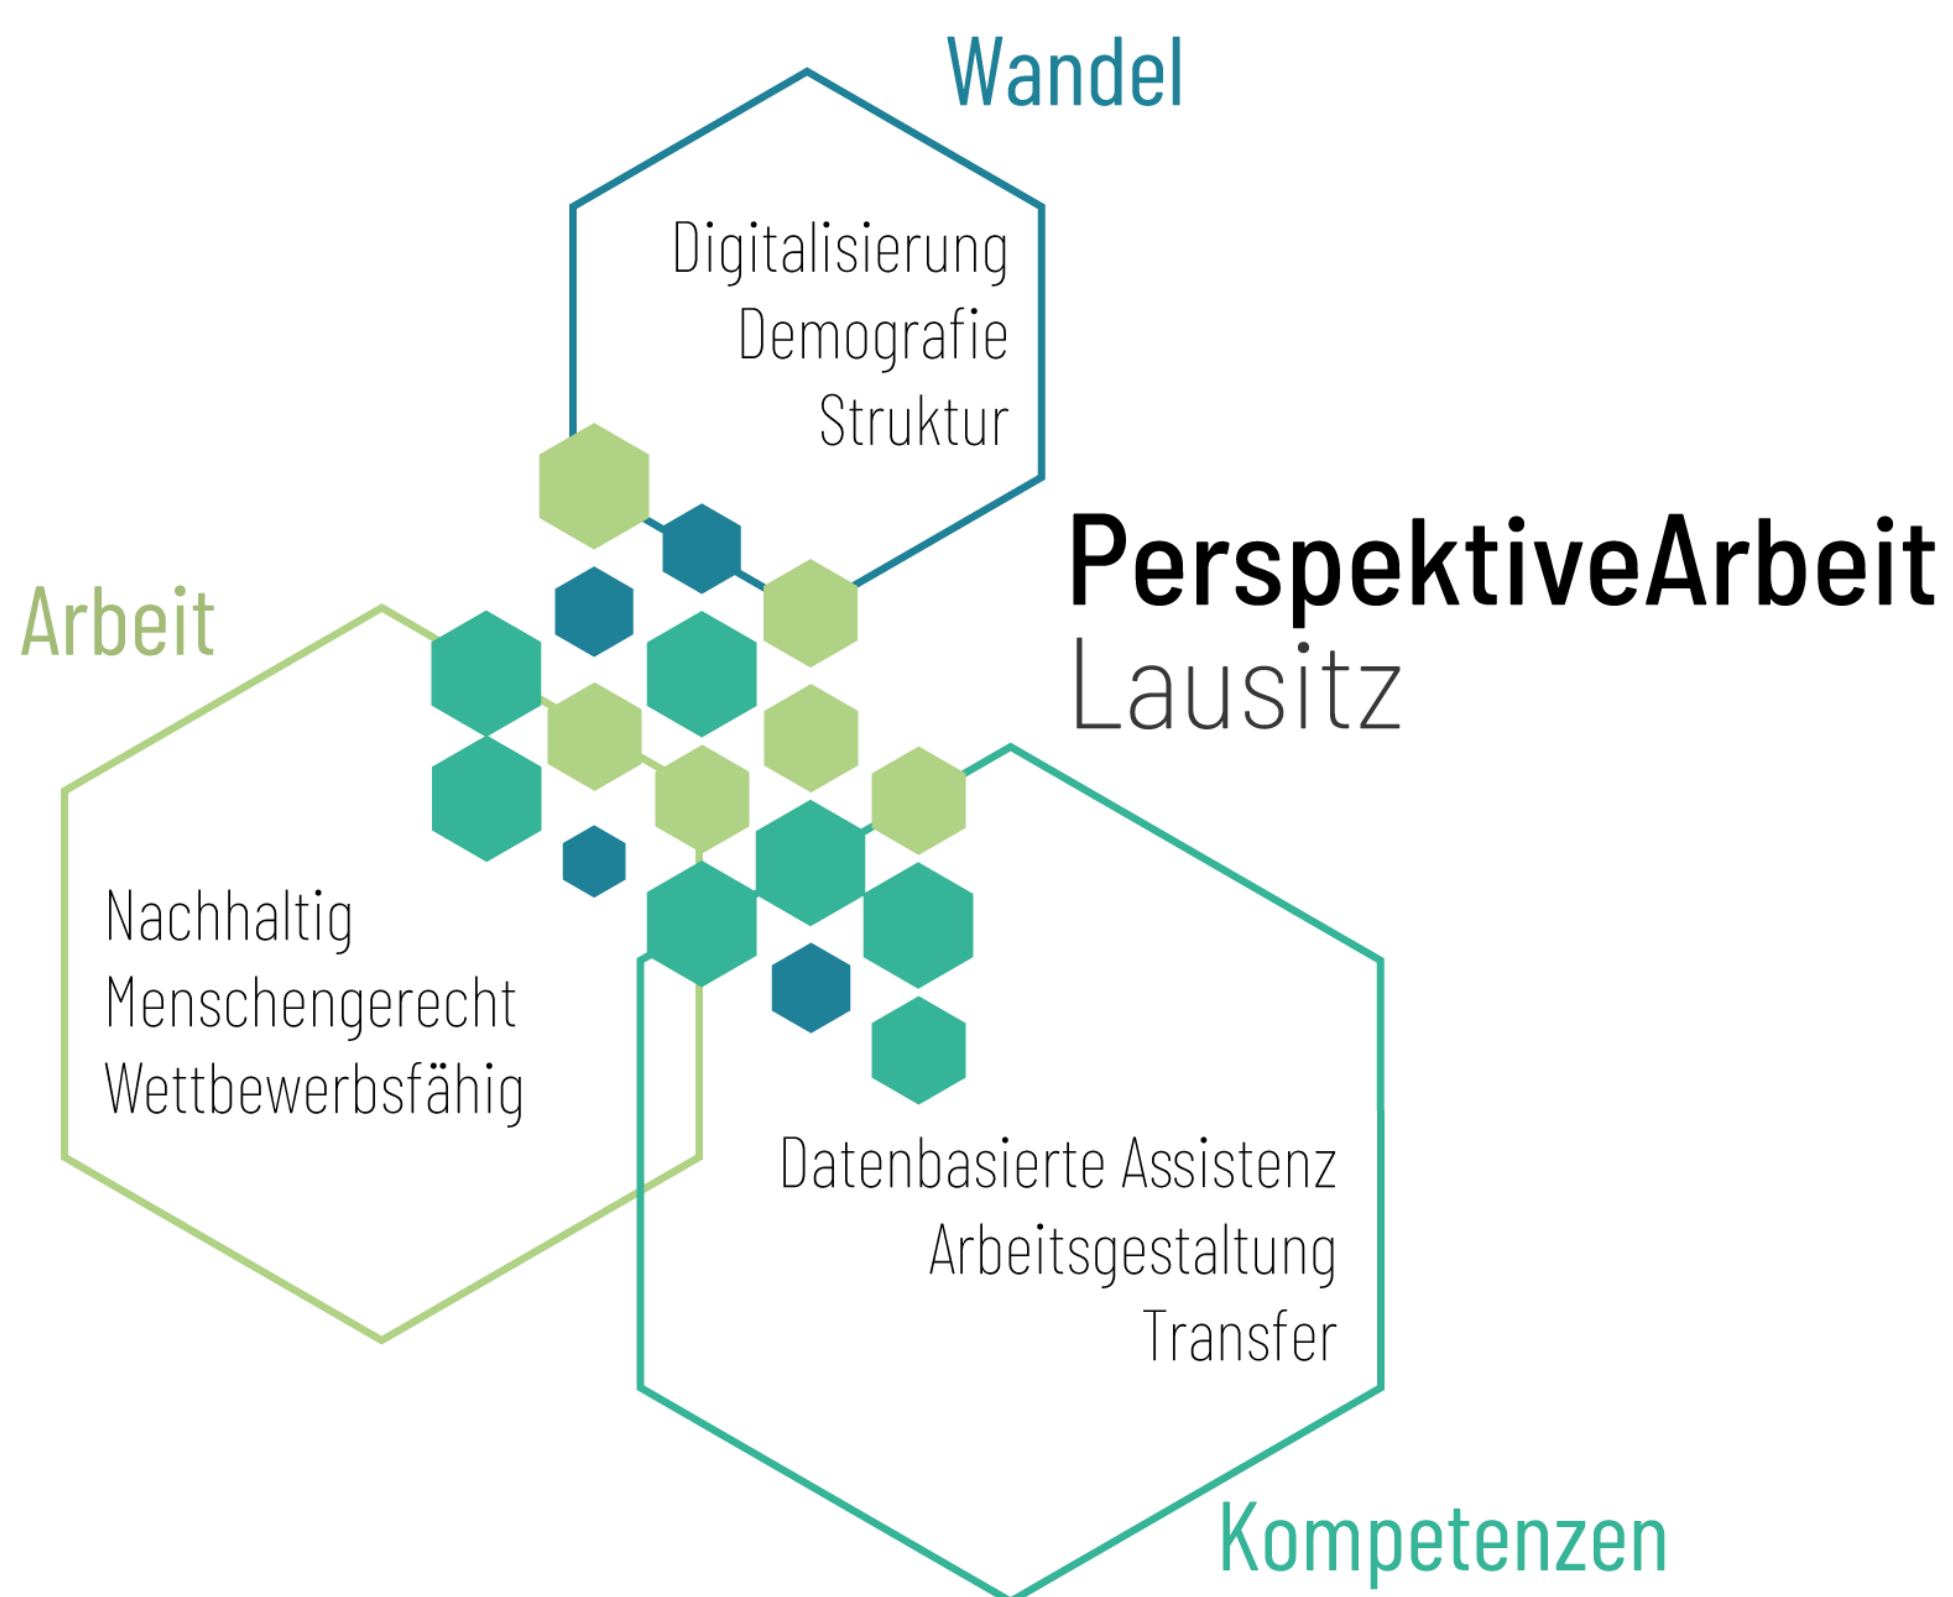 Wandel
Digitalisierung
Demografie
Struktur
PerspektiveArbeit
Lausitz
Arbeit
Nachhaltig
Menschengerecht
Wettbewerbsfähig
Datenbasierte Assistenz
Arbeitsgestaltung
Transfer
Kompetenzen